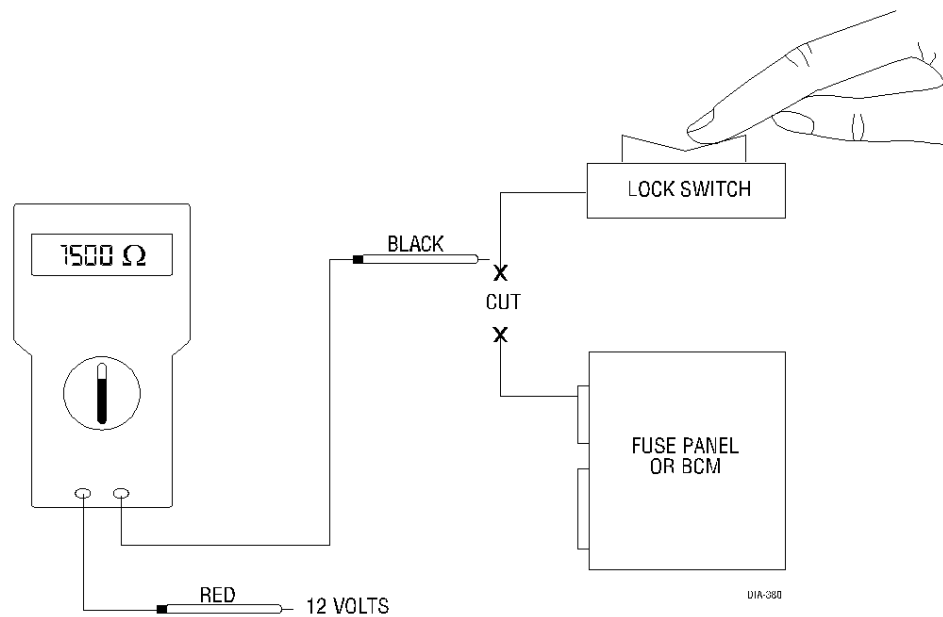 LOCK SWITCH
1500 Ω
BLACK
X
CUT
X
FUSE PANEL
OR BCM
RED
12 VOLTS
DIA-380